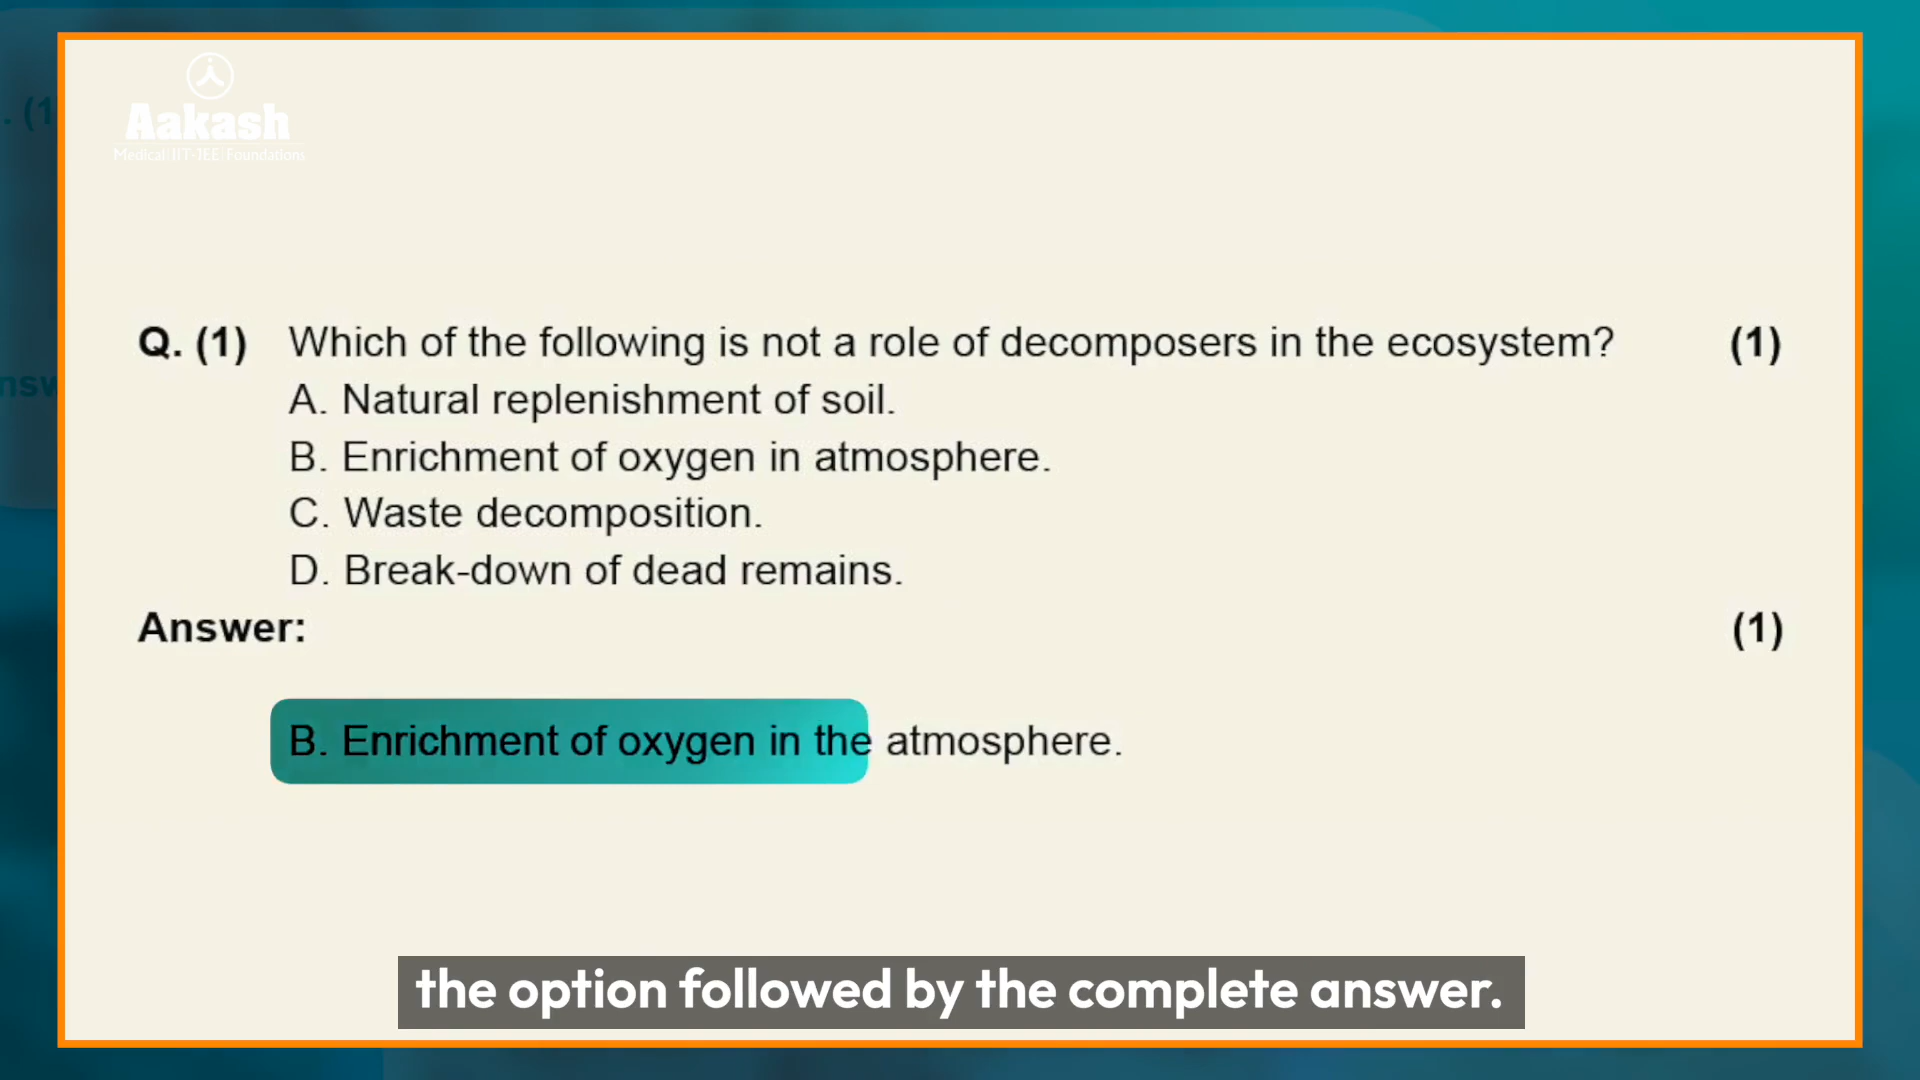 Aakash
Medical|IIT-JEE|Foundations
. (1
Q. (1) Which of the following is not a role of decomposers in the ecosystem? (1)
A. Natural replenishment of soil.
B. Enrichment of oxygen in atmosphere.
C. Waste decomposition.
D. Break-down of dead remains.
Answer: (1)
B. Enrichment of oxygen in the atmosphere.
the option followed by the complete answer.